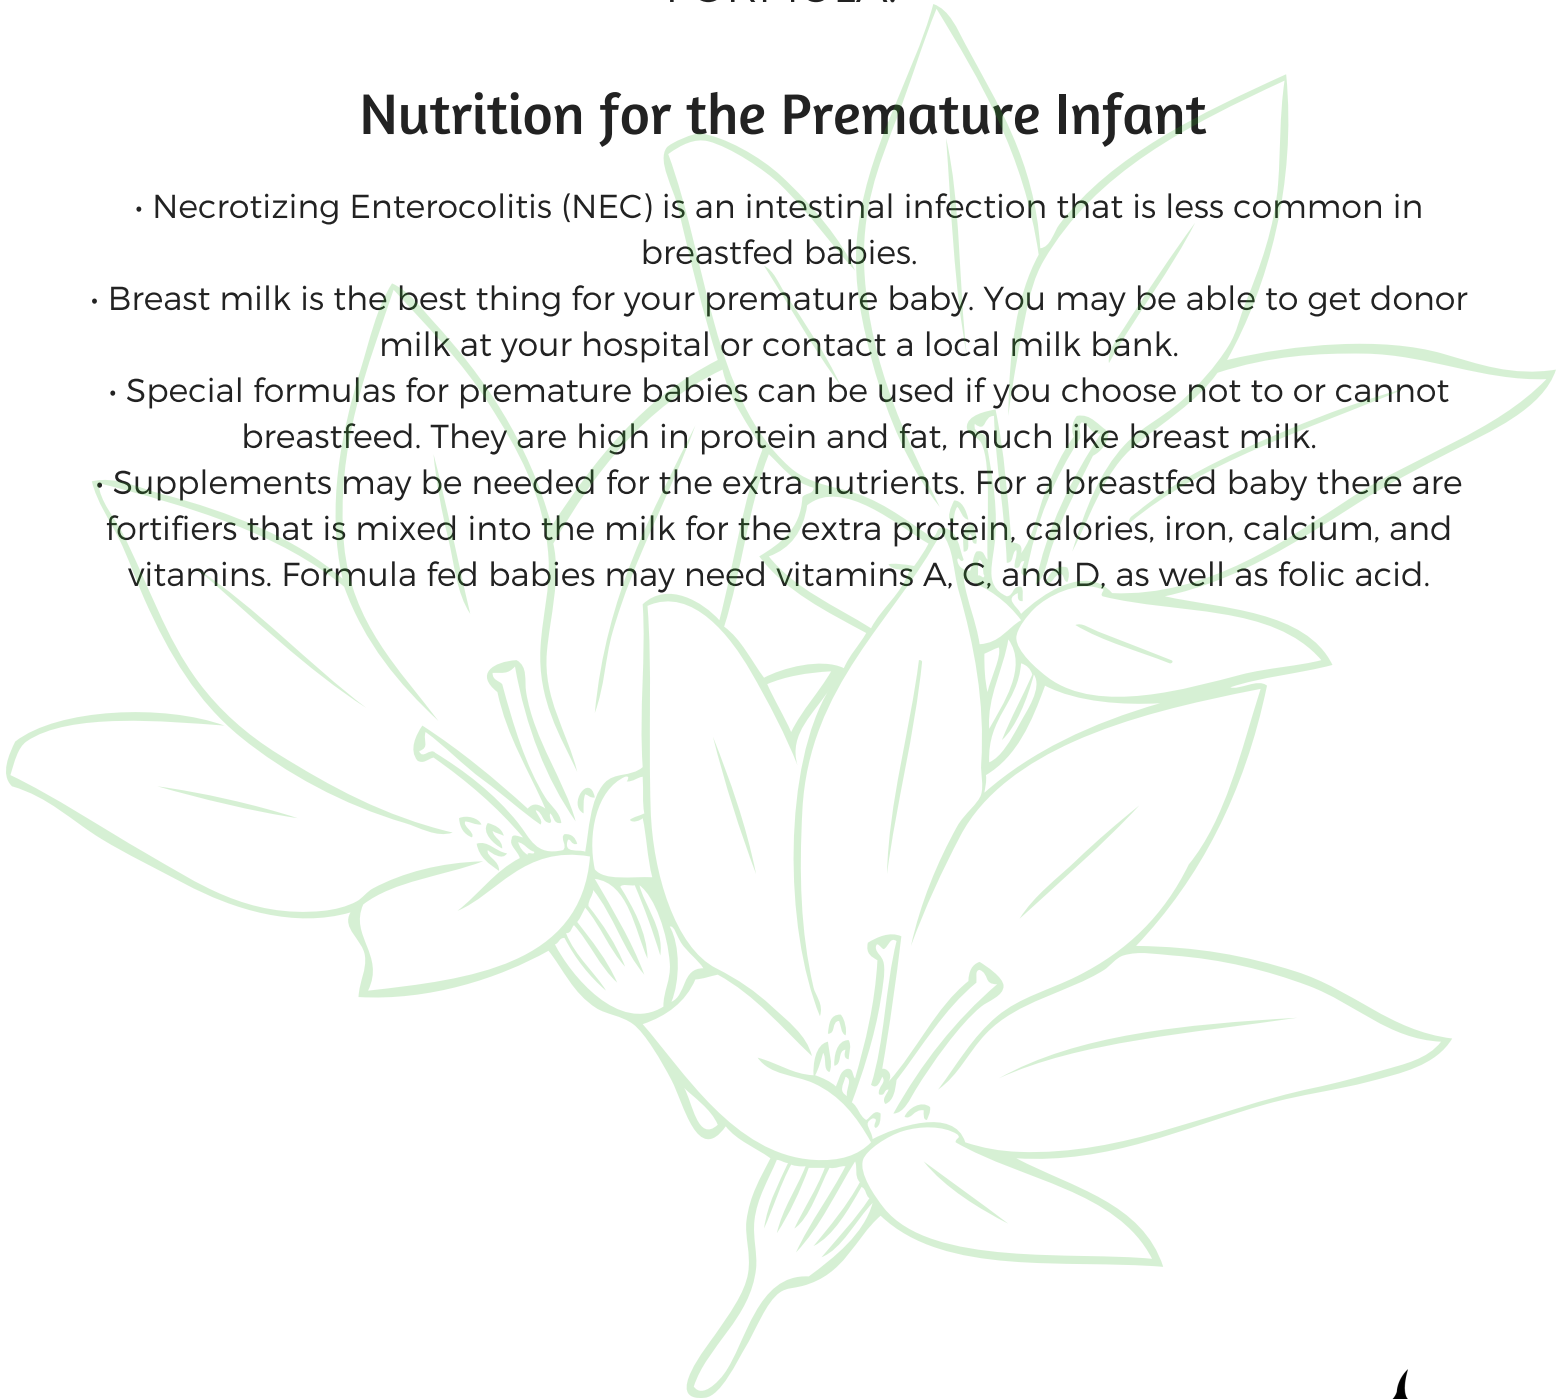 Nutrition for the Premature Infant
• Necrotizing Enterocolitis (NEC) is an intestinal infection that is less common in
breastfed babies.
• Breast milk is the best thing for your premature baby. You may be able to get donor
milk at your hospital or contact a local milk bank.
• Special formulas for premature babies can be used if you choose not to or cannot
breastfeed. They are high in protein and fat, much like breast milk.
• Supplements may be needed for the extra nutrients. For a breastfed baby there are
fortifiers that is mixed into the milk for the extra protein, calories, iron, calcium, and
vitamins. Formula fed babies may need vitamins A, C, and D, as well as folic acid.